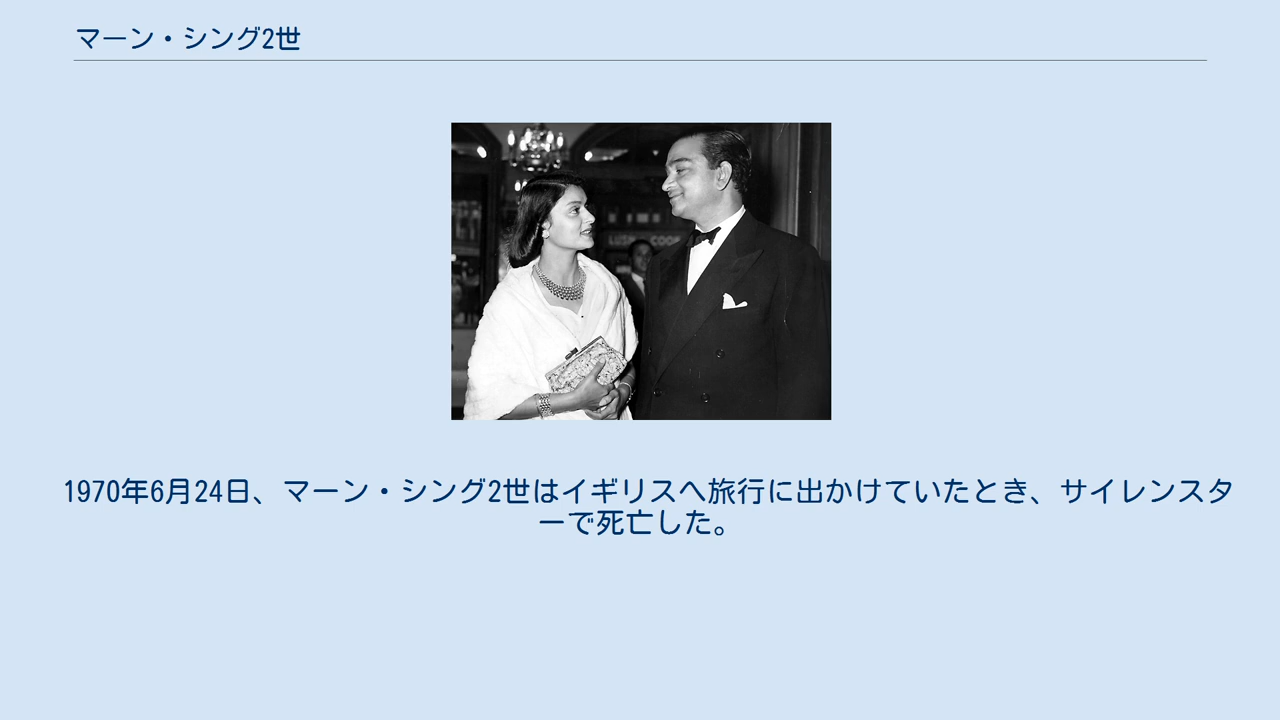 マーン・シング2世
1970年6月24日、マーン・シング2世はイギリスへ旅行に出かけていたとき、サイレンスタ
ーで死亡した。